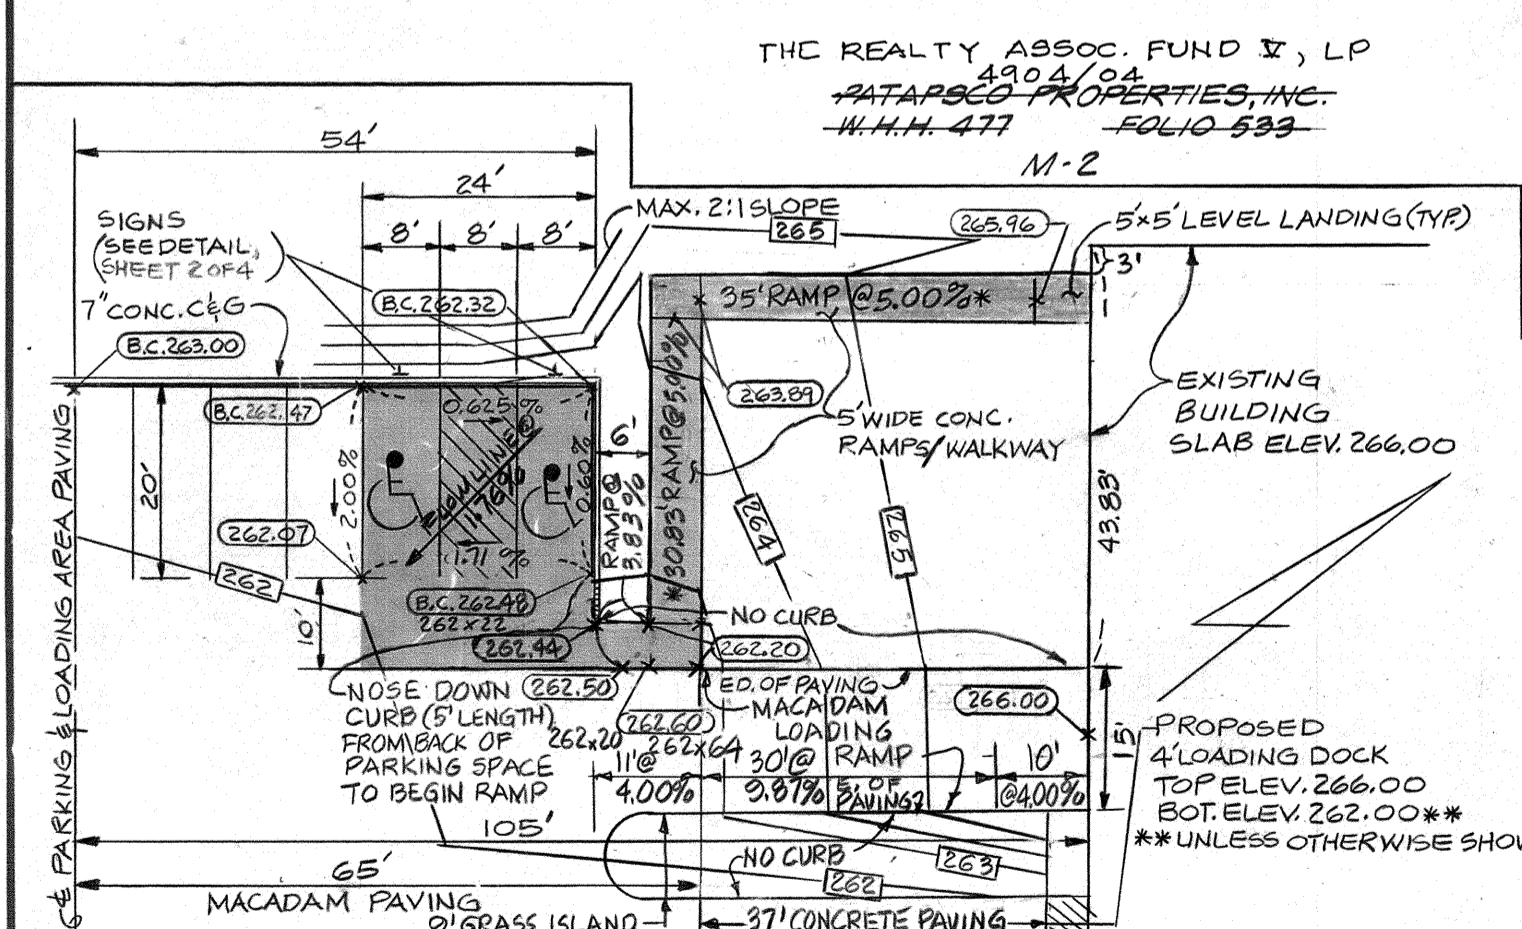 THE REALTY ASSOC. FUND V, LP
4904/04
PATAPSCO PROPERTIES, INC.
W.H.H. 477 FOLIO 533
M-2
54'
24'
8' 8' 8'
SIGNS
(SEE DETAIL,
SHEET 2 OF 4)
7" CONC. C&G
B.C. 263.00
B.C. 262.32
B.C. 262.47
MAX. 2:1 SLOPE
265
265.96
5'x5' LEVEL LANDING (TYP.)
3'
35' RAMP @ 5.00% *
263.89
5' WIDE CONC.
RAMPS/WALKWAY
EXISTING
BUILDING
SLAB ELEV. 266.00
43.83'
0.625 %
2.00%
FLOW LINE @
1.76%
0.60%
1.71 %
6'
RAMP @
3.83%
* 30.83' RAMP @ 5.00%
264
265
20'
262.07
262
10'
B.C. 262.48
262x22
262.44
NO CURB
262.20
NOSE DOWN
CURB (5' LENGTH)
FROM BACK OF
PARKING SPACE
TO BEGIN RAMP
262.50
262.60
262x20 262x64
ED. OF PAVING
MACADAM
LOADING
RAMP
266.00
11' @
4.00%
30' @
9.87%
E. OF
PAVING
10'
@4.00%
15'
PROPOSED
4' LOADING DOCK
TOP ELEV. 266.00
BOT. ELEV. 262.00**
**UNLESS OTHERWISE SHOW
105'
65'
MACADAM PAVING
NO CURB
263
262
9' GRASS ISLAND
37' CONCRETE PAVING
℄ PARKING & LOADING AREA PAVING